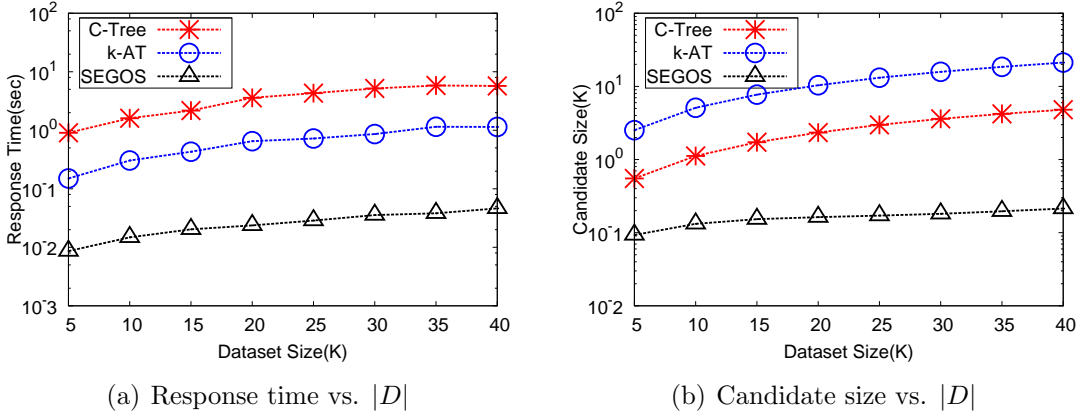 C-Tree
k-AT
SEGOS
10^2
10^1
10^0
10^-1
10^-2
10^-3
Response Time(sec)
5 10 15 20 25 30 35 40
Dataset Size(K)
(a) Response time vs. |D|
C-Tree
k-AT
SEGOS
10^2
10^1
10^0
10^-1
10^-2
Candidate Size(K)
5 10 15 20 25 30 35 40
Dataset Size(K)
(b) Candidate size vs. |D|